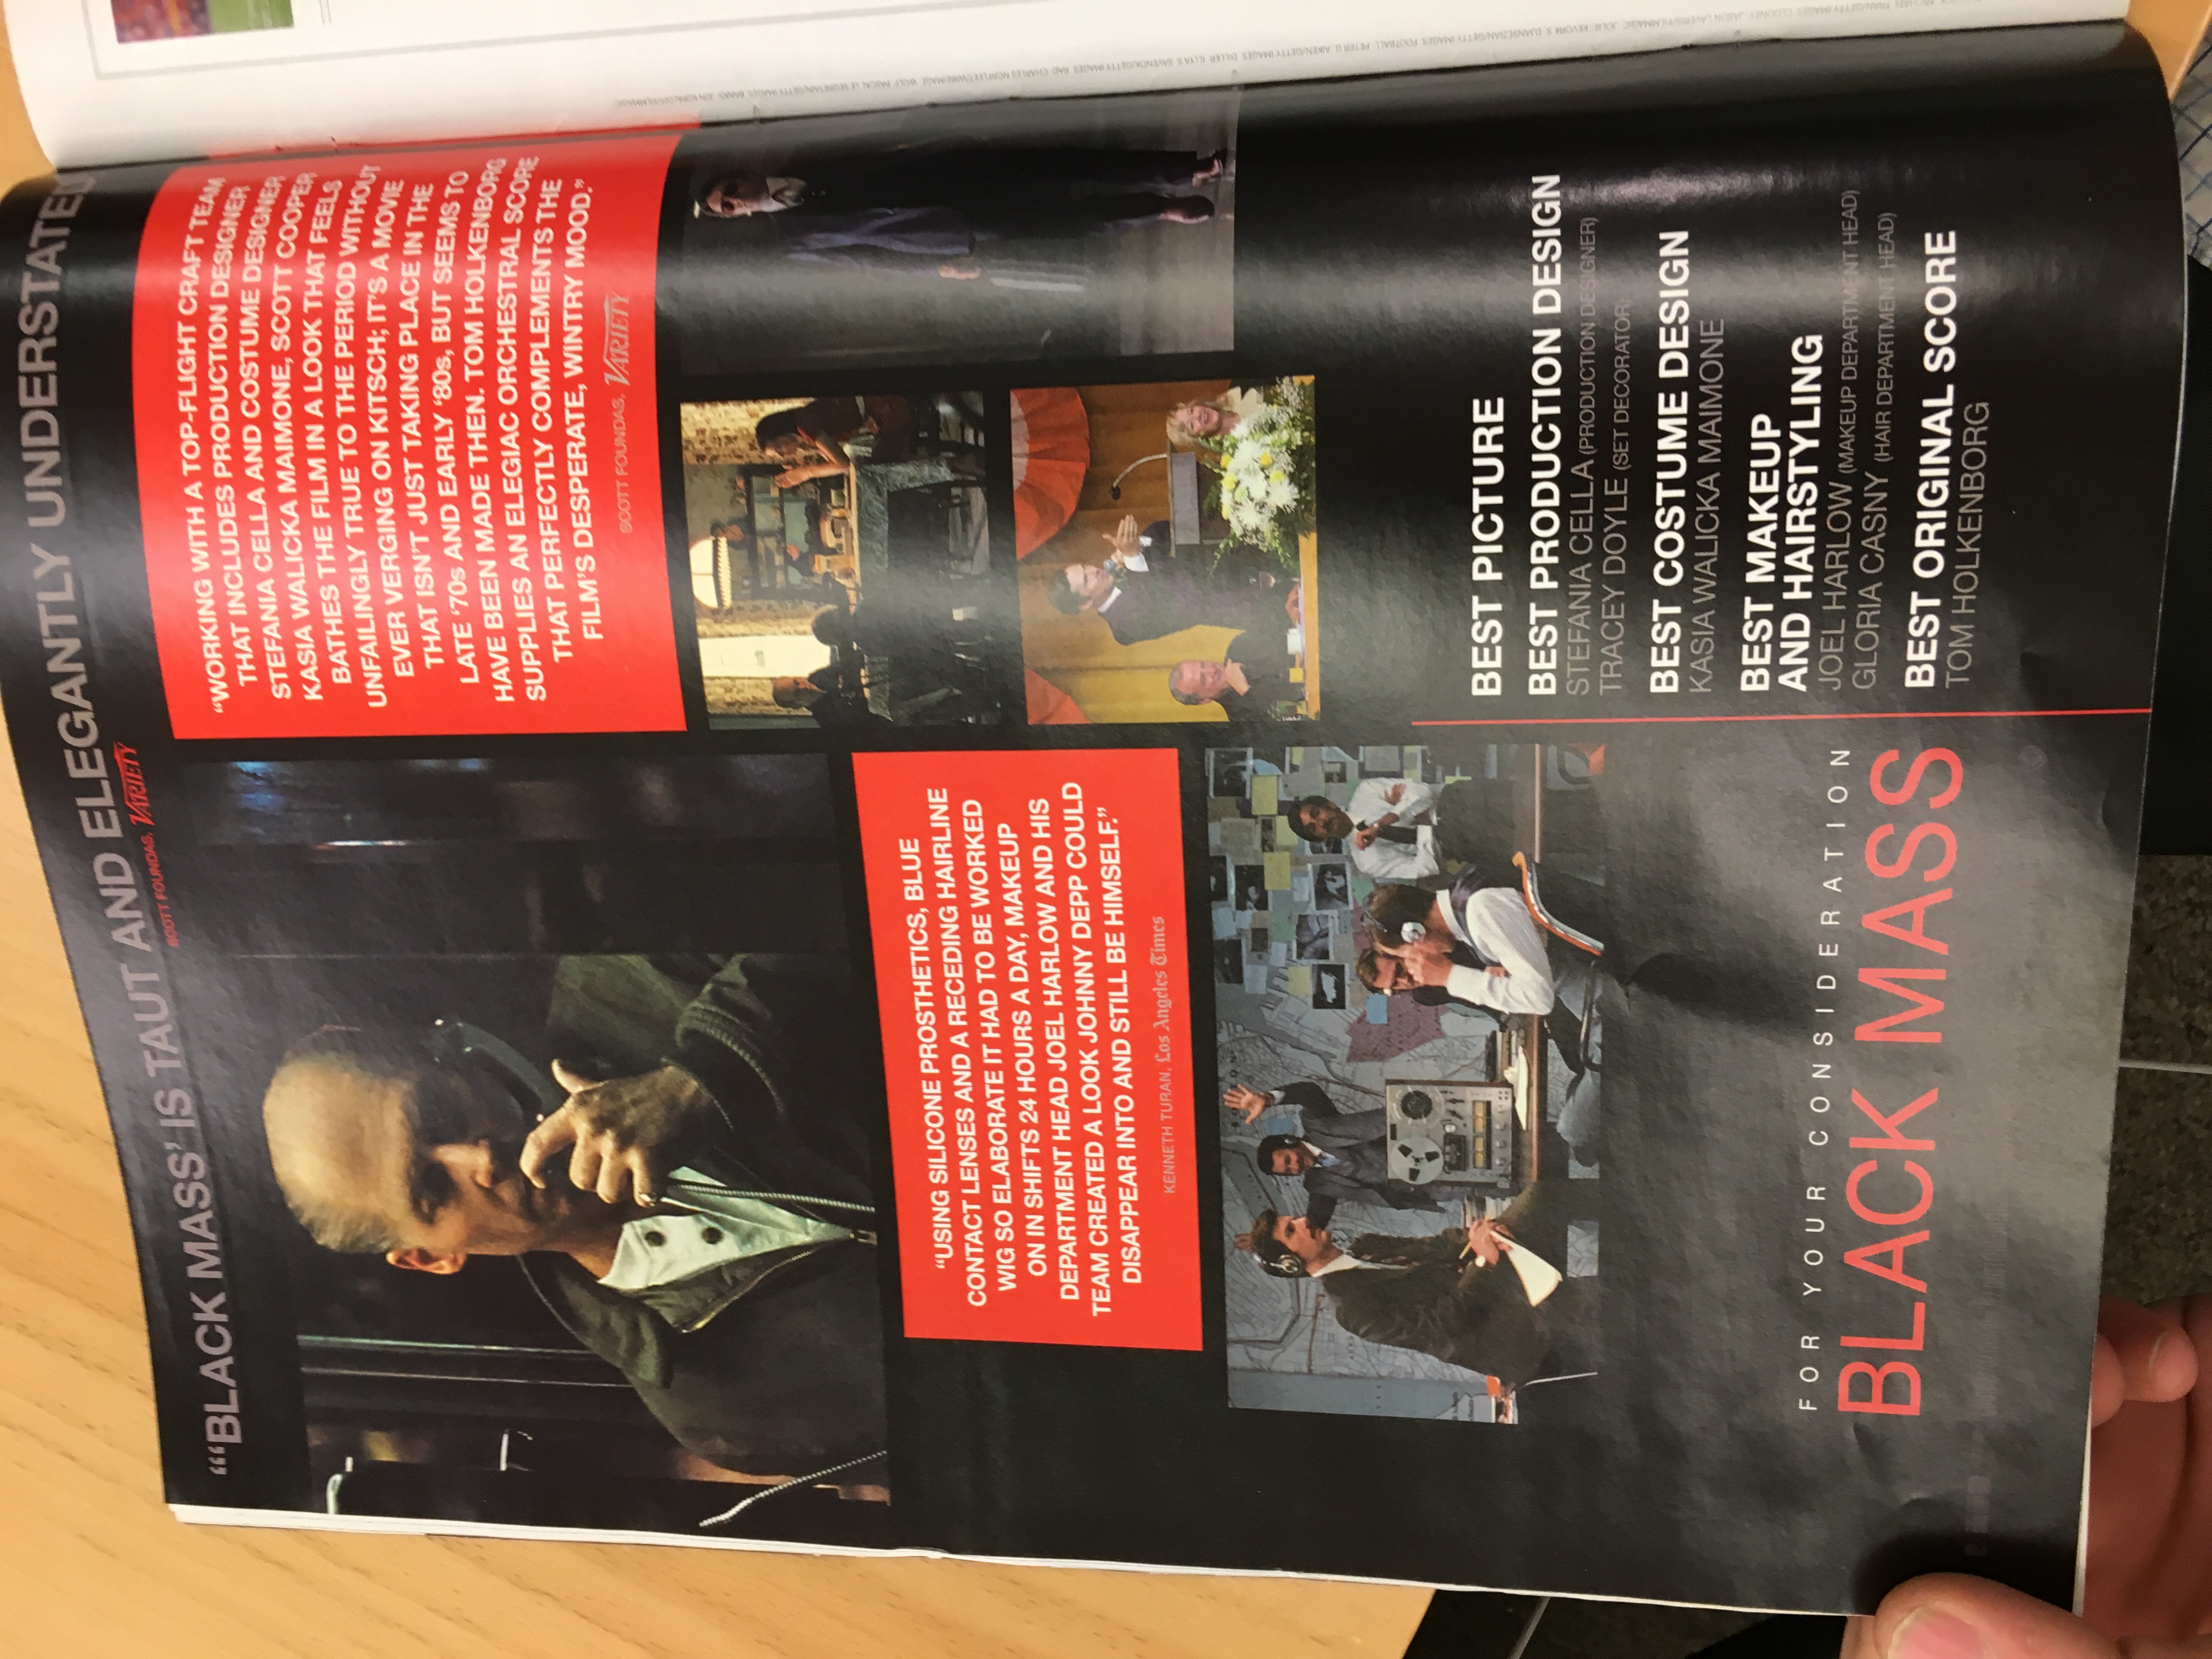 “‘BLACK MASS’ IS TAUT AND ELEGANTLY UNDERSTATED
SCOTT FOUNDAS, VARIETY
“WORKING WITH A TOP-FLIGHT CRAFT TEAM
THAT INCLUDES PRODUCTION DESIGNER
STEFANIA CELLA AND COSTUME DESIGNER
KASIA WALICKA MAIMONE, SCOTT COOPER
BATHES THE FILM IN A LOOK THAT FEELS
UNFAILINGLY TRUE TO THE PERIOD WITHOUT
EVER VERGING ON KITSCH; IT’S A MOVIE
THAT ISN’T JUST TAKING PLACE IN THE
LATE ‘70s AND EARLY ‘80s, BUT SEEMS TO
HAVE BEEN MADE THEN. TOM HOLKENBORG
SUPPLIES AN ELEGIAC ORCHESTRAL SCORE
THAT PERFECTLY COMPLEMENTS THE
FILM’S DESPERATE, WINTRY MOOD.”
SCOTT FOUNDAS, VARIETY
“USING SILICONE PROSTHETICS, BLUE
CONTACT LENSES AND A RECEDING HAIRLINE
WIG SO ELABORATE IT HAD TO BE WORKED
ON IN SHIFTS 24 HOURS A DAY, MAKEUP
DEPARTMENT HEAD JOEL HARLOW AND HIS
TEAM CREATED A LOOK JOHNNY DEPP COULD
DISAPPEAR INTO AND STILL BE HIMSELF.”
KENNETH TURAN, Los Angeles Times
FOR YOUR CONSIDERATION
BLACK MASS
BEST PICTURE
BEST PRODUCTION DESIGN
STEFANIA CELLA (PRODUCTION DESIGNER)
TRACEY DOYLE (SET DECORATOR)
BEST COSTUME DESIGN
KASIA WALICKA MAIMONE
BEST MAKEUP
AND HAIRSTYLING
JOEL HARLOW (MAKEUP DEPARTMENT HEAD)
GLORIA CASNY (HAIR DEPARTMENT HEAD)
BEST ORIGINAL SCORE
TOM HOLKENBORG